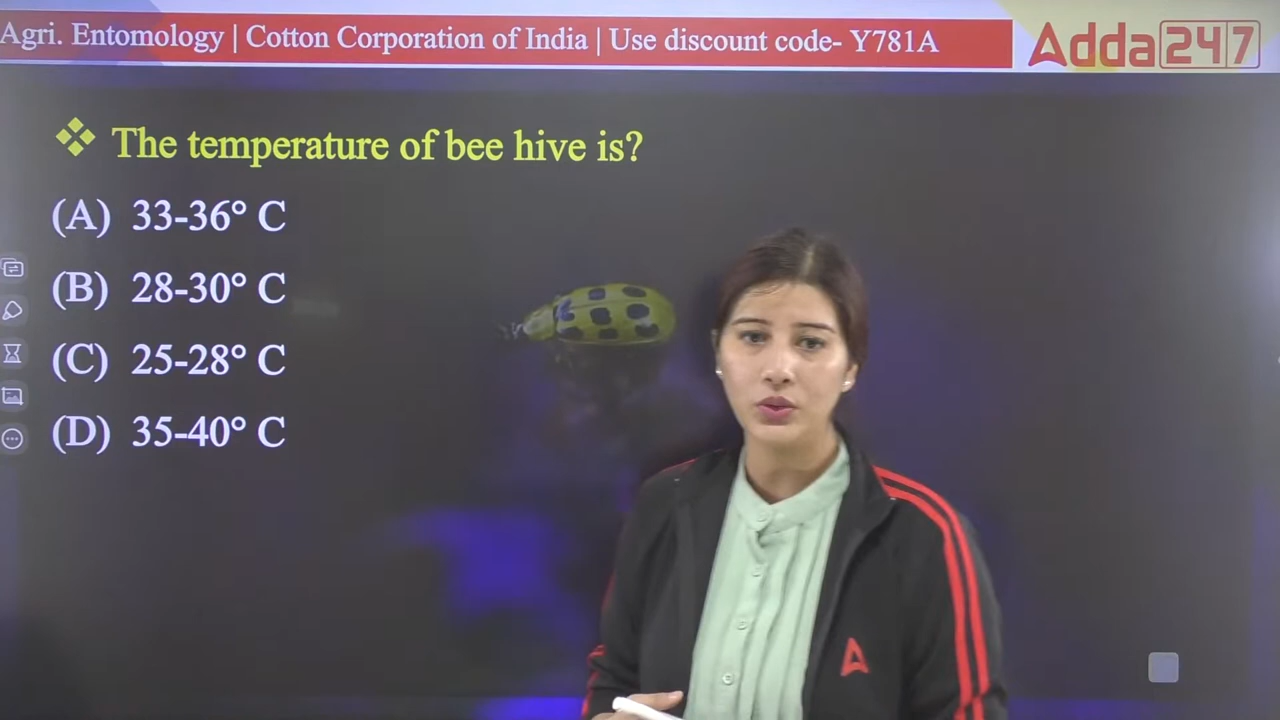 Agri. Entomology | Cotton Corporation of India | Use discount code- Y781A
Adda247
The temperature of bee hive is?
(A) 33-36° C
(B) 28-30° C
(C) 25-28° C
(D) 35-40° C